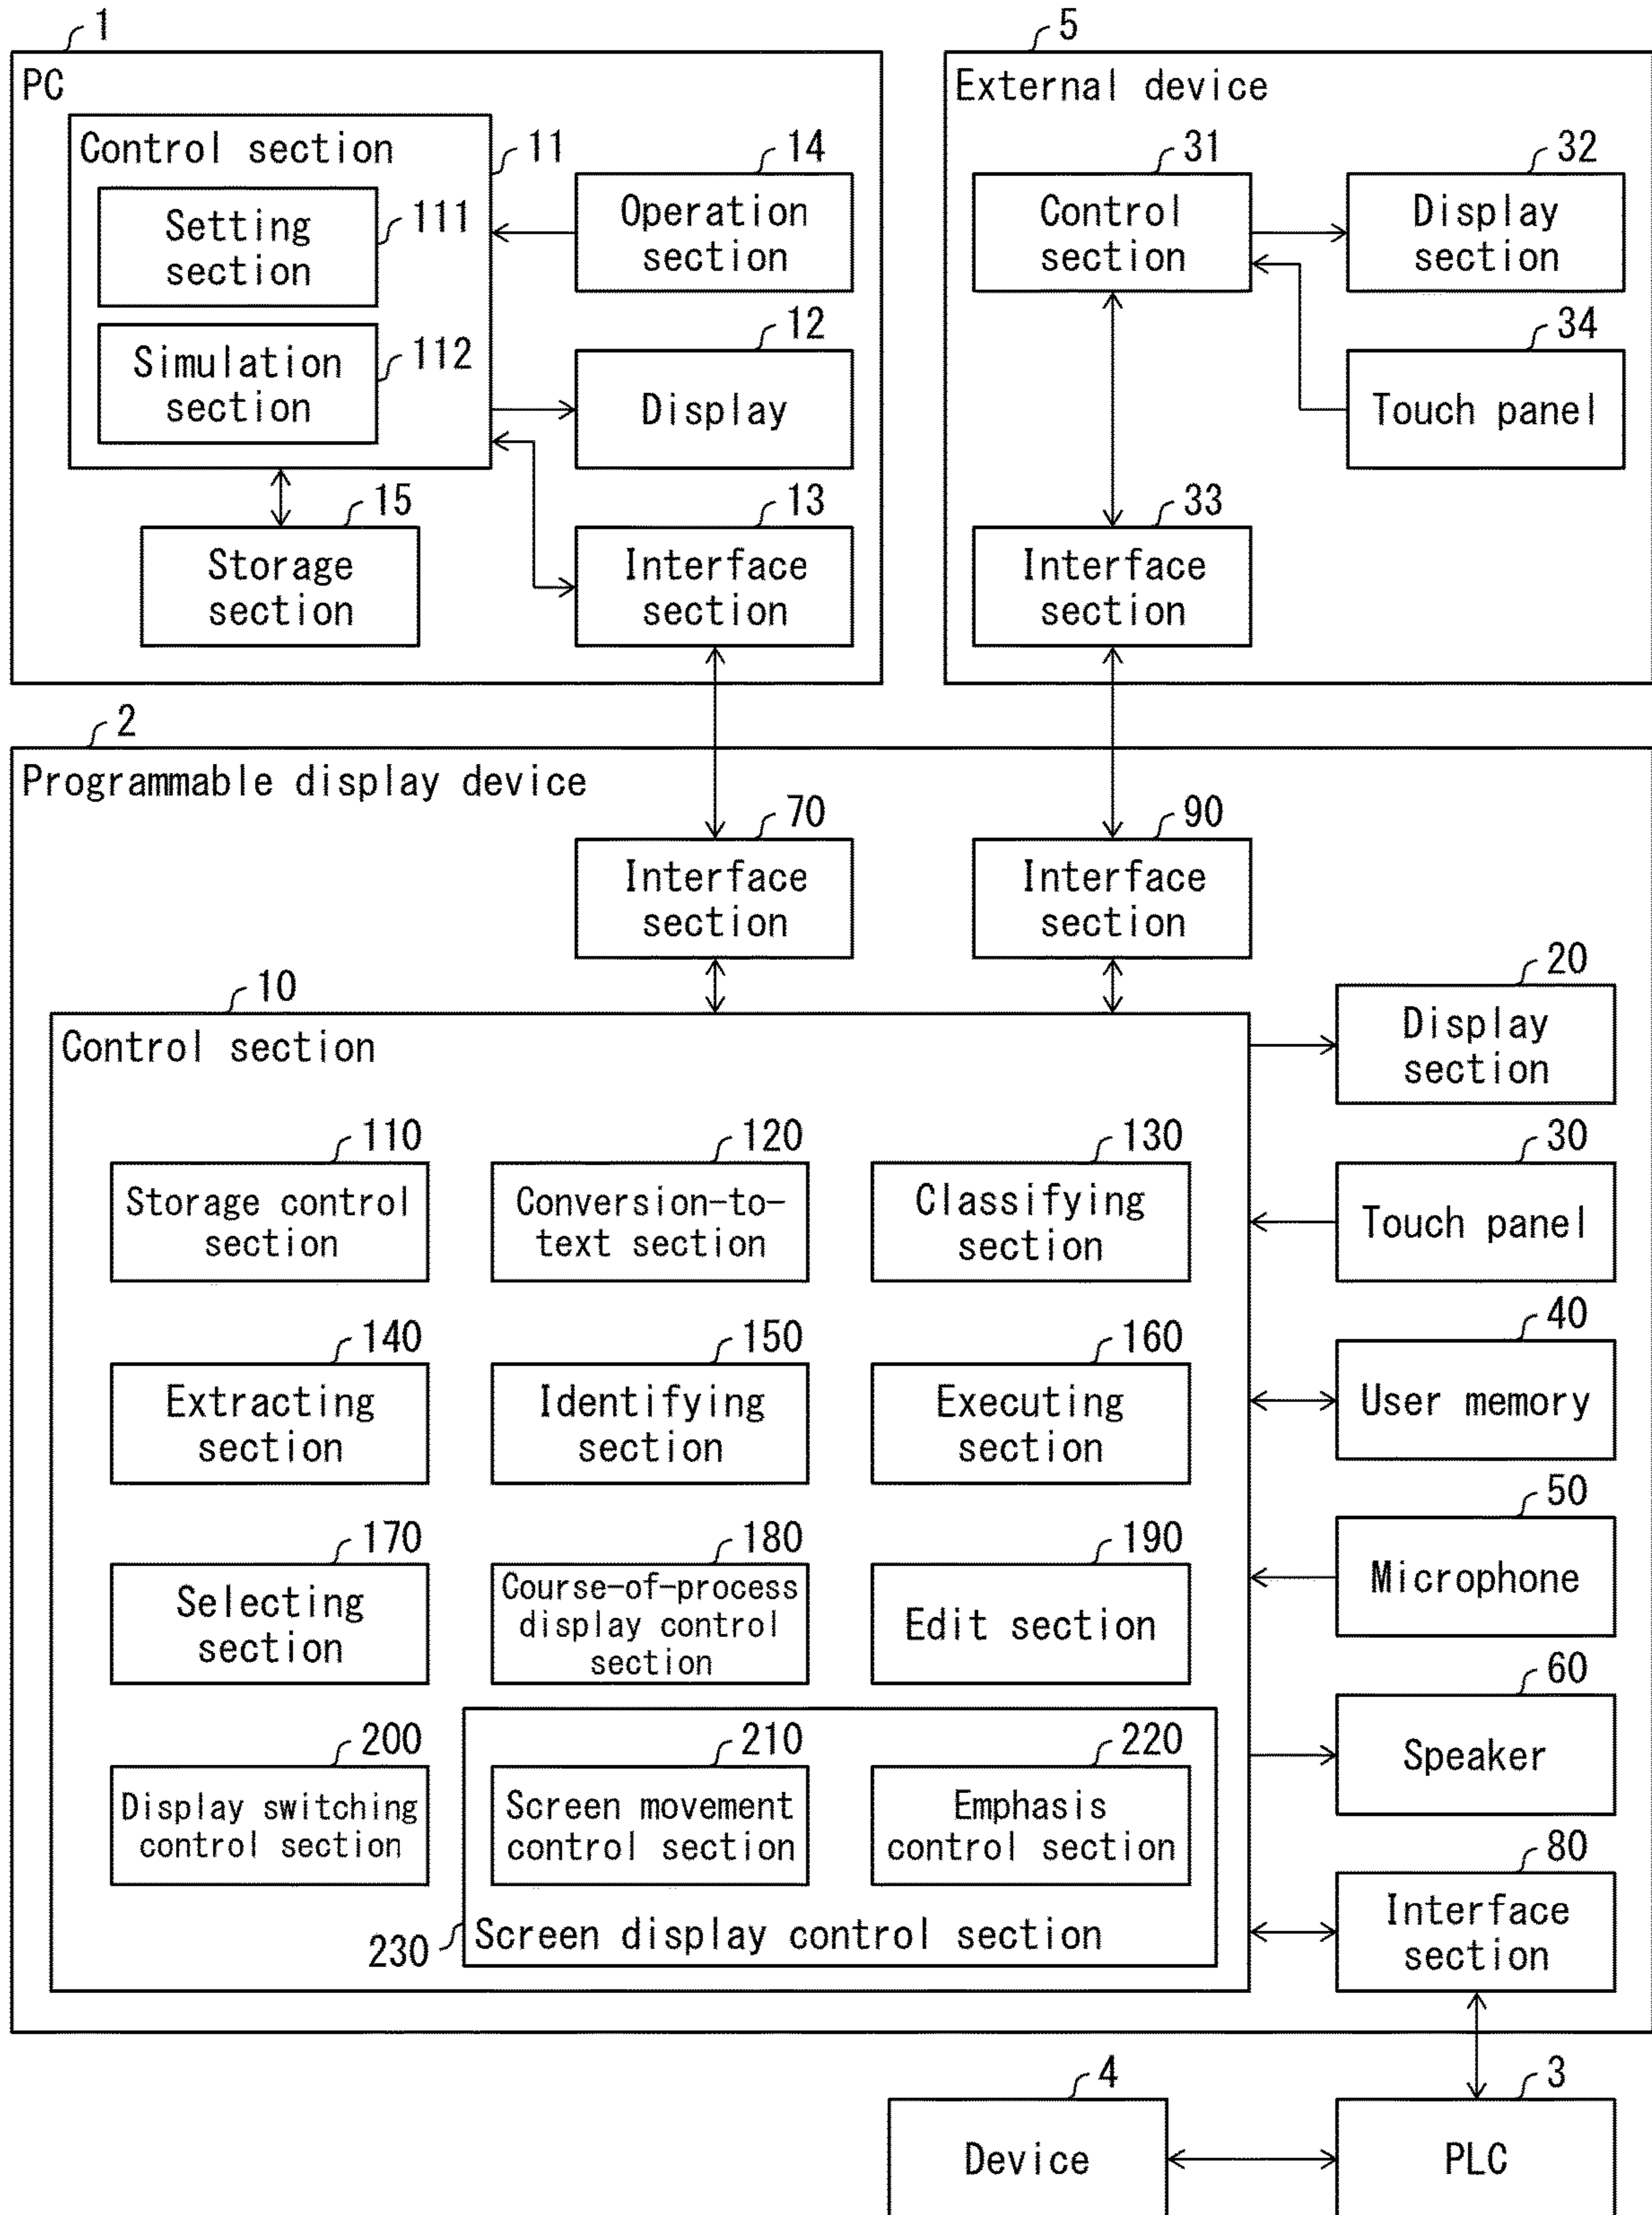 1
PC
Control section
11
Setting
section
111
Simulation
section
112
14
Operation
section
12
Display
15
Storage
section
13
Interface
section
5
External device
31
Control
section
32
Display
section
34
Touch panel
33
Interface
section
2
Programmable display device
70
Interface
section
90
Interface
section
10
Control section
110
Storage control
section
120
Conversion-to-
text section
130
Classifying
section
140
Extracting
section
150
Identifying
section
160
Executing
section
170
Selecting
section
180
Course-of-process
display control
section
190
Edit section
200
Display switching
control section
210
Screen movement
control section
220
Emphasis
control section
230
Screen display control section
20
Display
section
30
Touch panel
40
User memory
50
Microphone
60
Speaker
80
Interface
section
4
Device
3
PLC